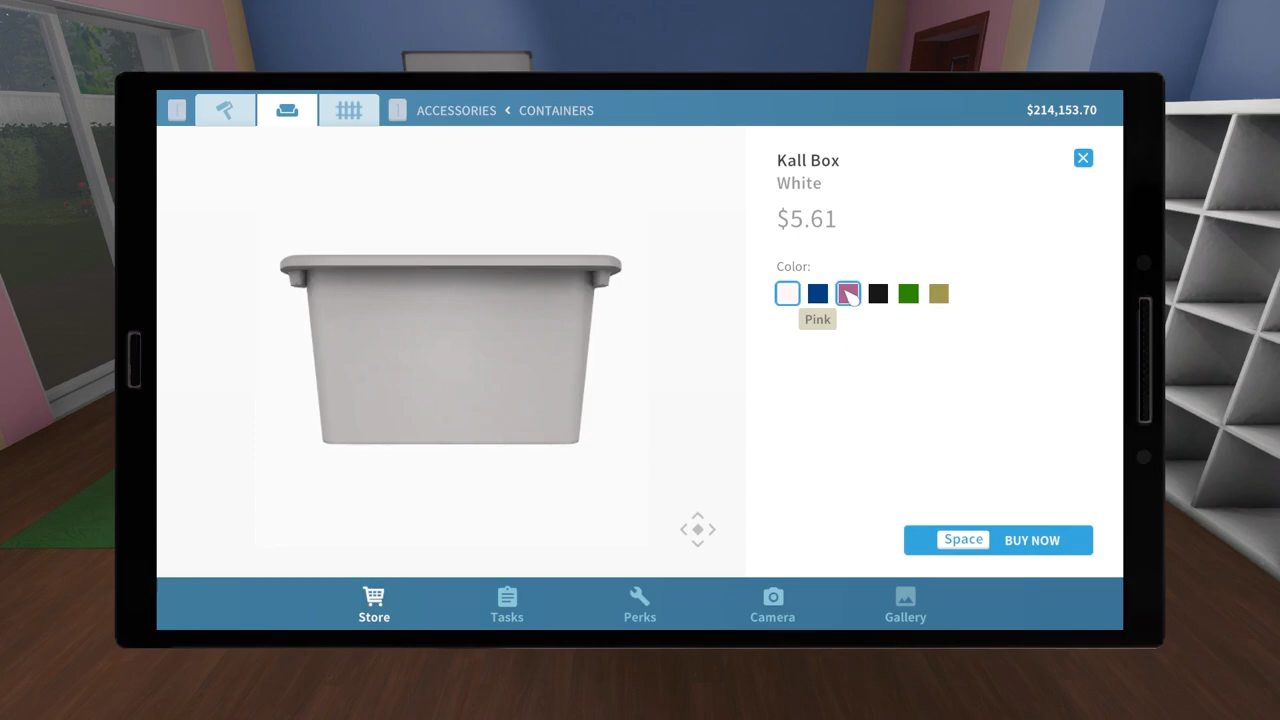 ACCESSORIES < CONTAINERS
$214,153.70
Kall Box
White
$5.61
Color:
Pink
Space BUY NOW
Store
Tasks
Perks
Camera
Gallery